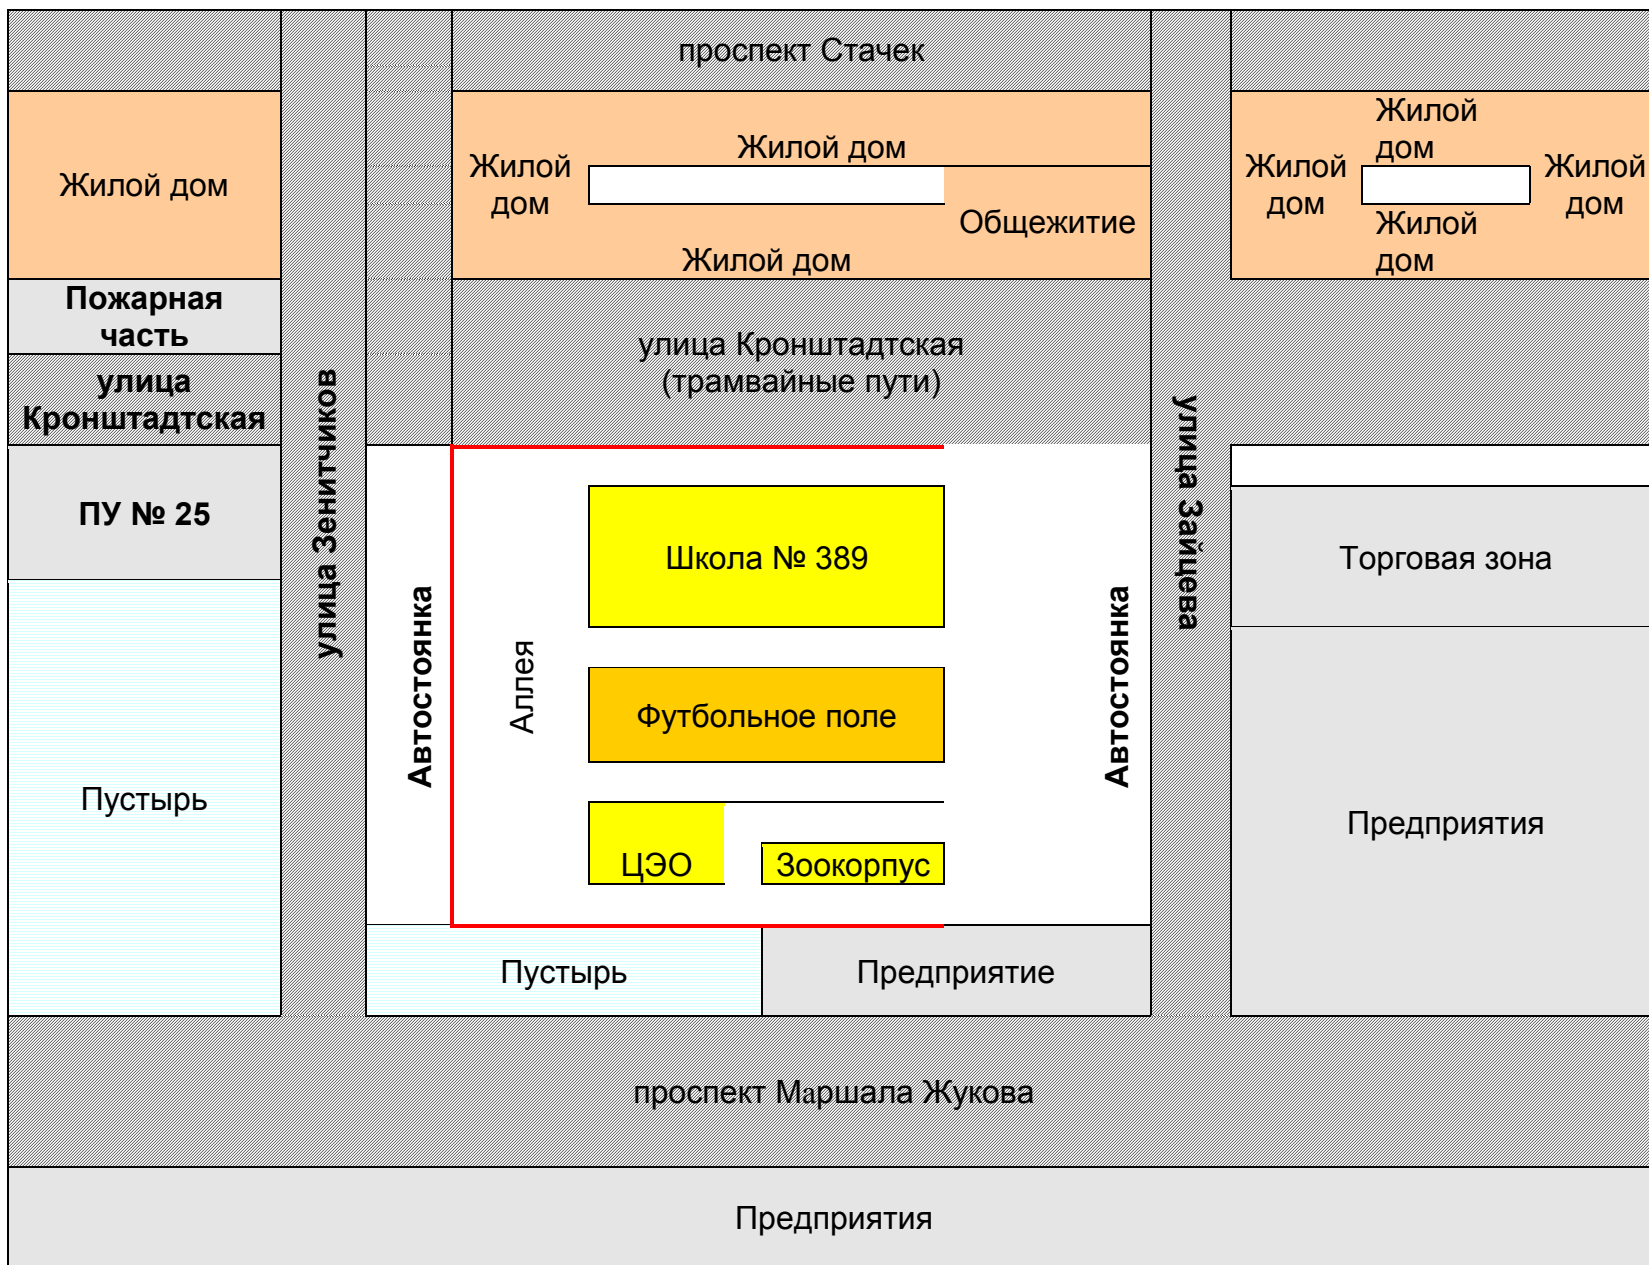 проспект Стачек
Жилой дом
Жилой
дом
Жилой дом
Общежитие
Жилой дом
Жилой
дом
Жилой
дом
Жилой
дом
Жилой
дом
Пожарная
часть
улица
Кронштадтская
улица Кронштадтская
(трамвайные пути)
улица Зенитчиков
улица Зайцева
ПУ № 25
Автостоянка
Аллея
Школа № 389
Футбольное поле
ЦЭО
Зоокорпус
Автостоянка
Торговая зона
Пустырь
Предприятия
Пустырь
Предприятие
проспект Маршала Жукова
Предприятия